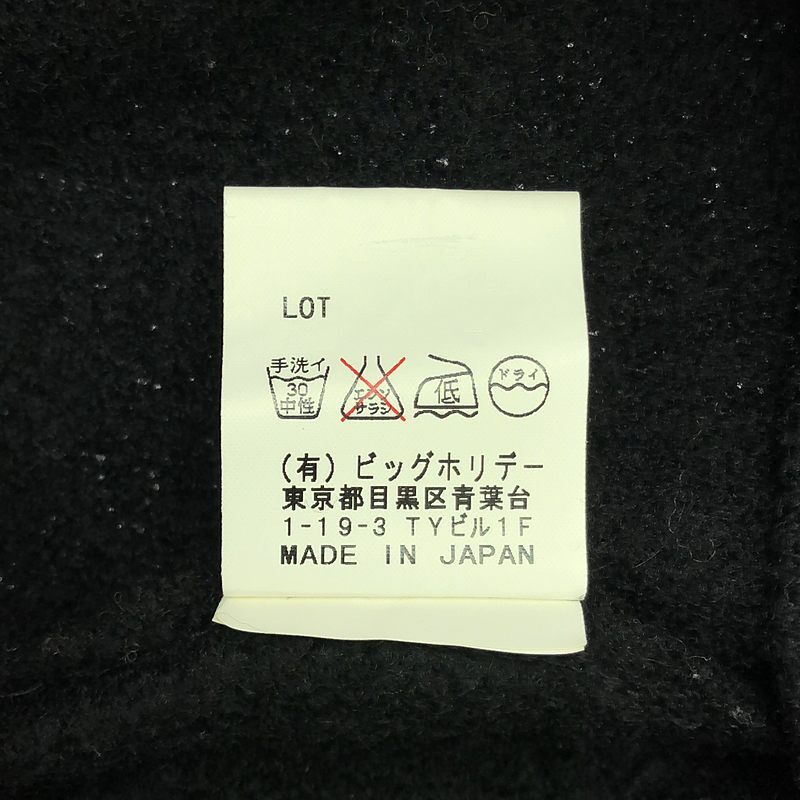 LOT
手洗イ 30 中性 エンソ サラシ 低 ドライ
(有)ビッグホリデー
東京都目黒区青葉台
1-19-3 TYビル1F
MADE IN JAPAN